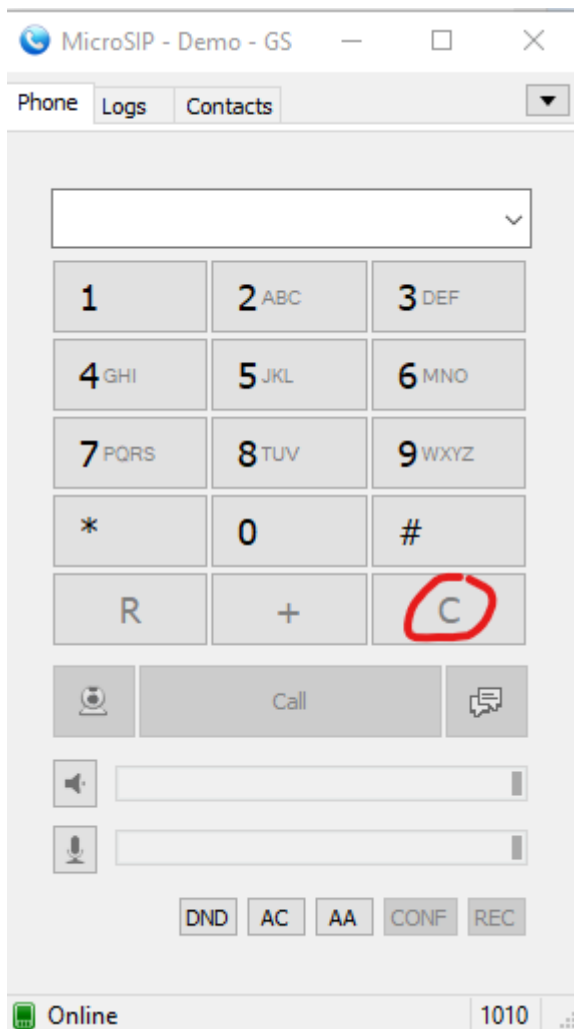 MicroSIP - Demo - GS
Phone Logs Contacts
1 2 ABC 3 DEF
4 GHI 5 JKL 6 MNO
7 PQRS 8 TUV 9 WXYZ
* 0 #
R + C
Call
DND AC AA CONF REC
Online 1010